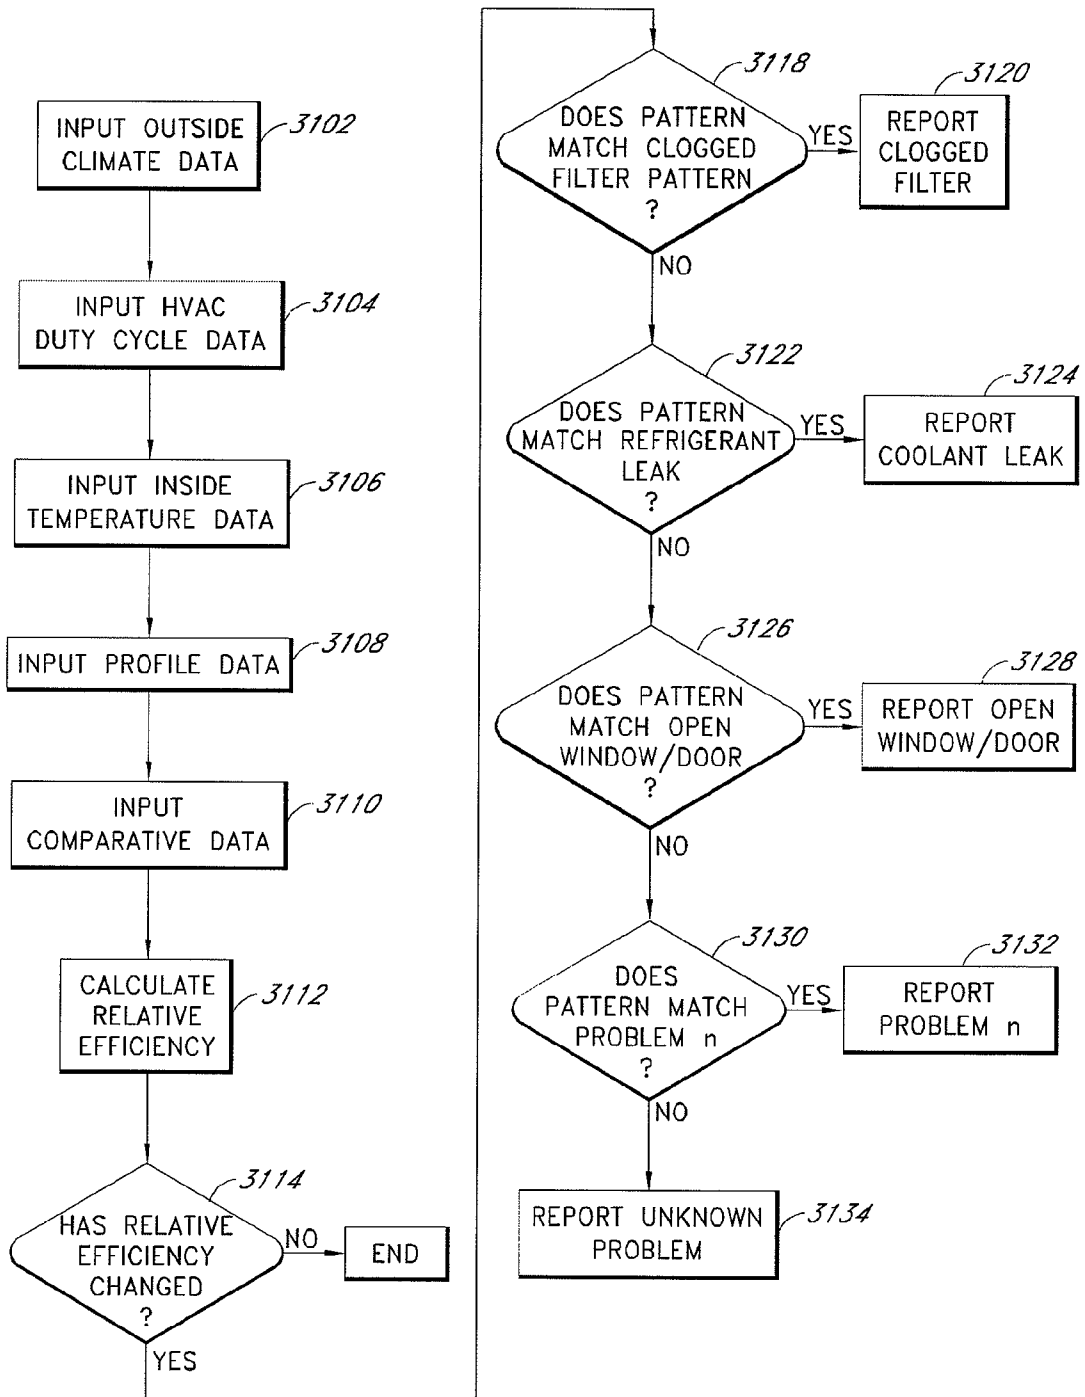 INPUT OUTSIDE
CLIMATE DATA
3102
INPUT HVAC
DUTY CYCLE DATA
3104
INPUT INSIDE
TEMPERATURE DATA
3106
INPUT PROFILE DATA
3108
INPUT
COMPARATIVE DATA
3110
CALCULATE
RELATIVE
EFFICIENCY
3112
HAS RELATIVE
EFFICIENCY
CHANGED
?
3114
NO
END
YES
DOES PATTERN
MATCH CLOGGED
FILTER PATTERN
?
3118
YES
REPORT
CLOGGED
FILTER
3120
NO
DOES PATTERN
MATCH REFRIGERANT
LEAK
?
3122
YES
REPORT
COOLANT LEAK
3124
NO
DOES PATTERN
MATCH OPEN
WINDOW/DOOR
?
3126
YES
REPORT OPEN
WINDOW/DOOR
3128
NO
DOES
PATTERN MATCH
PROBLEM n
?
3130
YES
REPORT
PROBLEM n
3132
NO
REPORT UNKNOWN
PROBLEM
3134